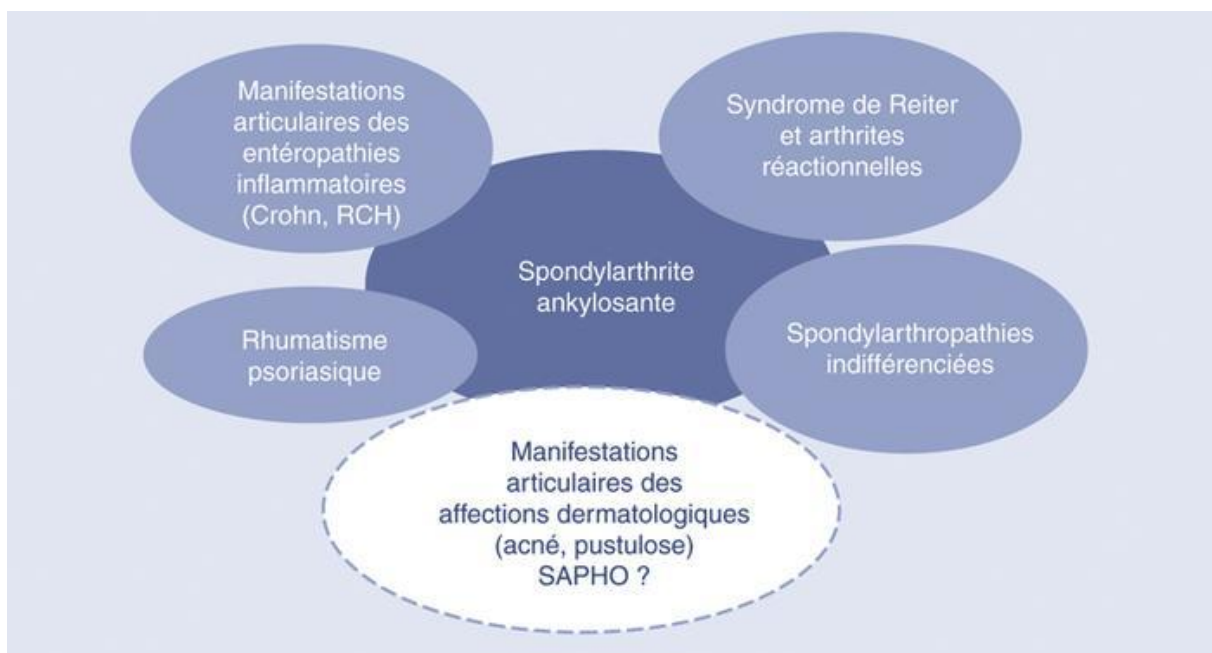 Manifestations
articulaires des
entéropathies
inflammatoires
(Crohn, RCH)
Syndrome de Reiter
et arthrites
réactionnelles
Spondylarthrite
ankylosante
Rhumatisme
psoriasique
Spondylarthropathies
indifférenciées
Manifestations
articulaires des
affections dermatologiques
(acné, pustulose)
SAPHO ?